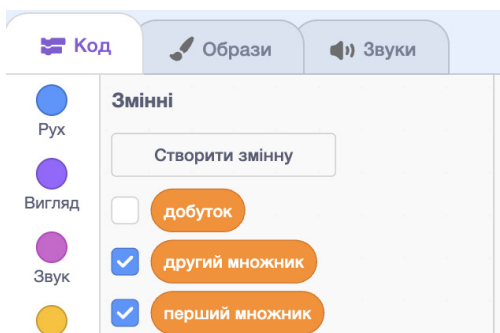 Код
Образи
Звуки
Рух
Вигляд
Звук
Змінні
Створити змінну
добуток
другий множник
перший множник